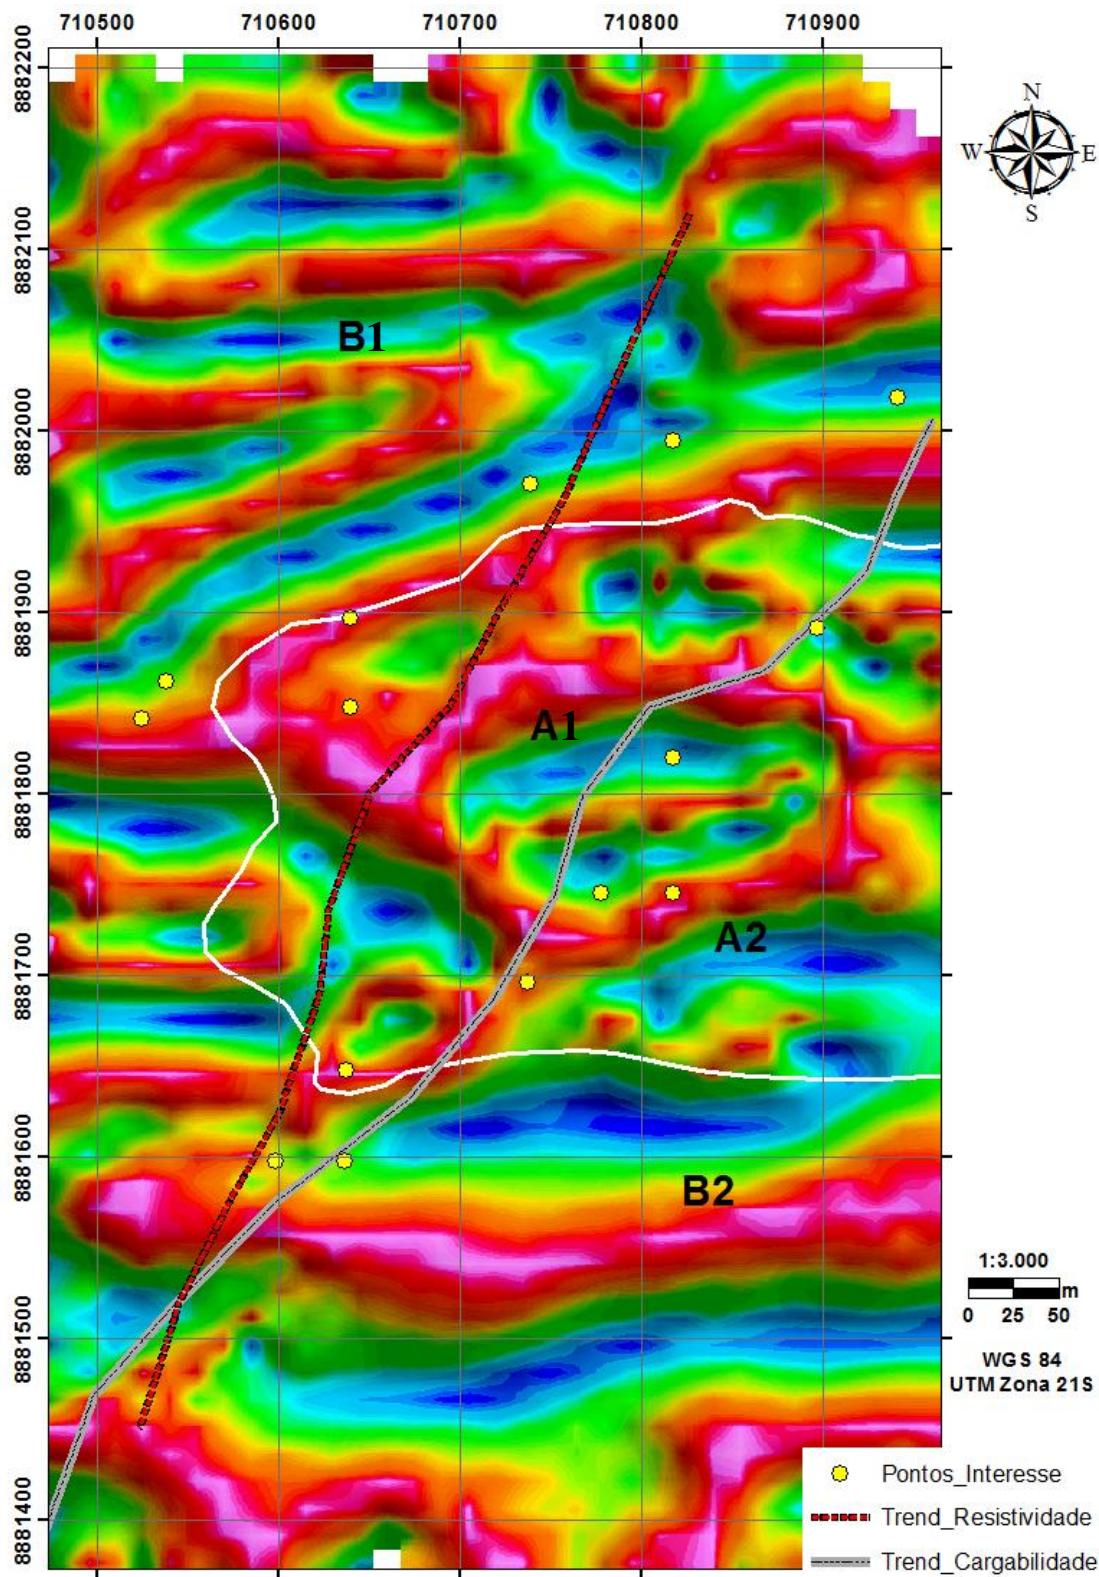 710500 710600 710700 710800 710900
8882200
8882100
8882000
8881900
8881800
8881700
8881600
8881500
8881400
N
W E
S
B1
A1
A2
B2
1:3.000
m
0 25 50
WGS 84
UTM Zona 21S
Pontos_Interesse
Trend_Resistividade
Trend_Cargabilidade